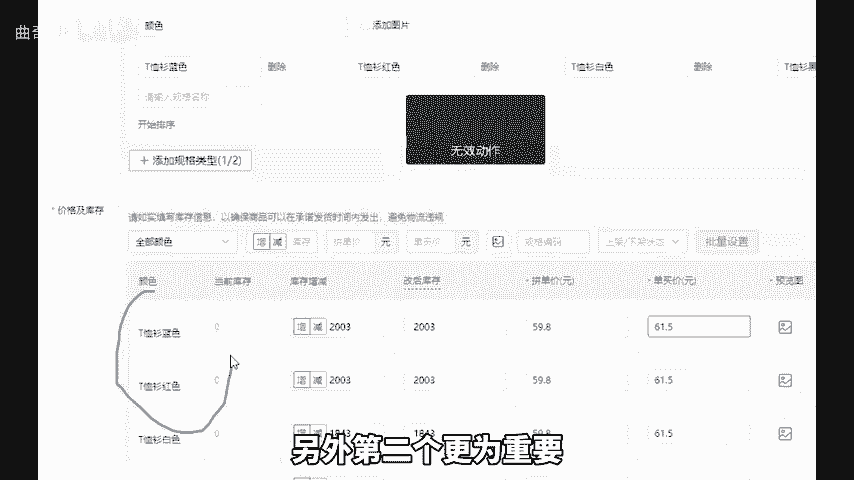 颜色 添加图片
T恤衫蓝色 删除 T恤衫红色 删除 T恤衫白色 删除 T恤衫
请输入规格名称
开始排序
无效动作
+ 添加规格类型(1/2)
* 价格及库存
请如实填写库存信息，以确保商品可以在承诺发货时间内发出，避免物流违规
全部颜色 增 减 库存 拼单价 元 单买价 元 规格编码 上架/下架状态 批量设置
颜色 当前库存 库存增减 改后库存 * 拼单价(元) * 单买价(元) * 预览图
T恤衫蓝色 0 增 减 2003 2003 59.8 61.5
T恤衫红色 0 增 减 2003 2003 59.8 61.5
T恤衫白色 0 增 减 1843 1843 59.8 61.5
另外第二个更为重要